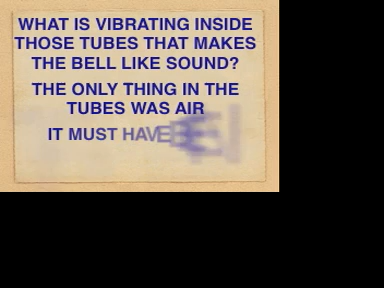 WHAT IS VIBRATING INSIDE
THOSE TUBES THAT MAKES
THE BELL LIKE SOUND?
THE ONLY THING IN THE
TUBES WAS AIR
IT MUST HAVE